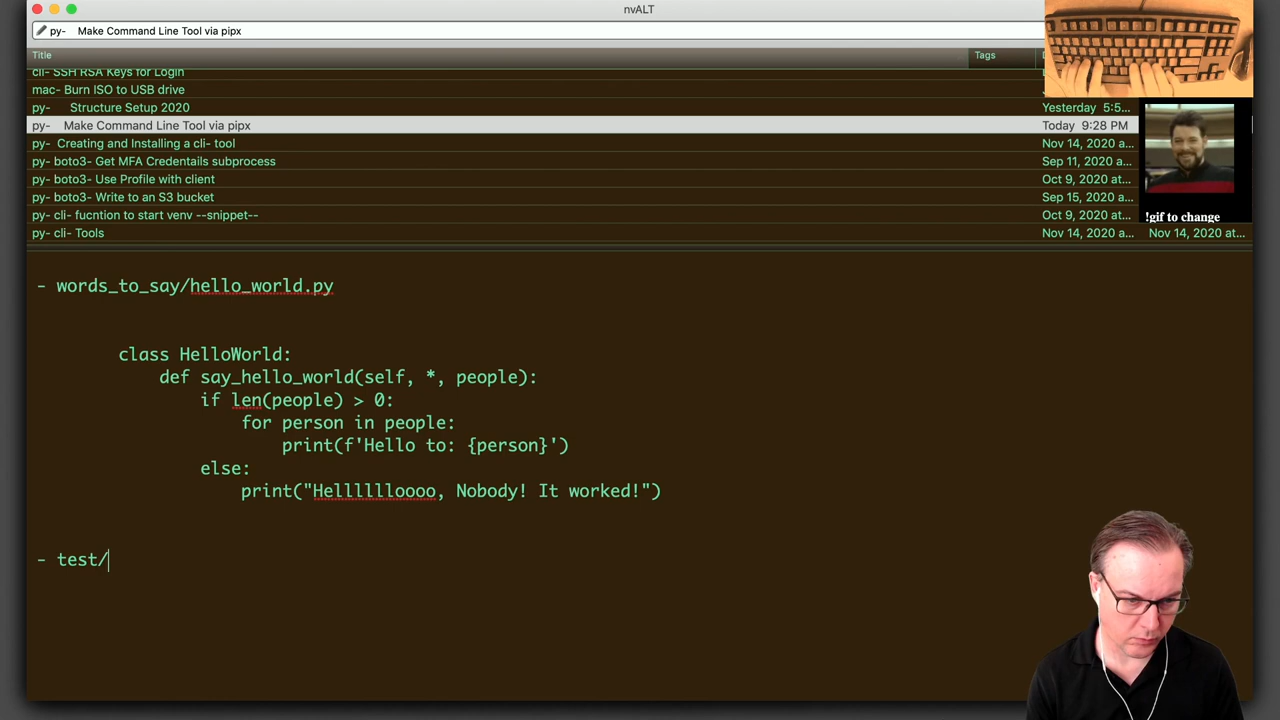 nvALT
py-   Make Command Line Tool via pipx
Title
Tags
cli- SSH RSA Keys for Login
mac- Burn ISO to USB drive
py-   Structure Setup 2020
Yesterday 5:5...
py-   Make Command Line Tool via pipx
Today 9:28 PM
py-  Creating and Installing a cli- tool
Nov 14, 2020 a...
py- boto3- Get MFA Credentails subprocess
Sep 11, 2020 a...
py- boto3- Use Profile with client
Oct 9, 2020 at...
py- boto3- Write to an S3 bucket
Sep 15, 2020 a...
py- cli- fucntion to start venv --snippet--
Oct 9, 2020 at...
!gif to change
py- cli- Tools
Nov 14, 2020 a...
Nov 14, 2020 at...
- words_to_say/hello_world.py
class HelloWorld:
def say_hello_world(self, *, people):
if len(people) > 0:
for person in people:
print(f'Hello to: {person}')
else:
print("Helllllloooo, Nobody! It worked!")
- test/